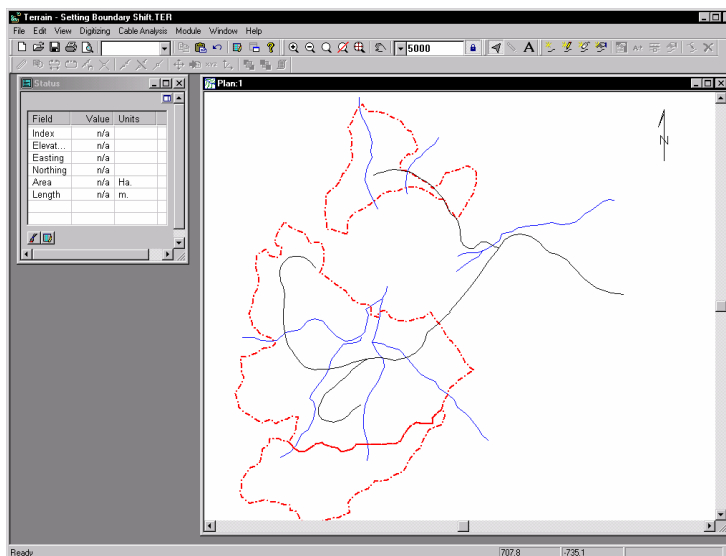 Terrain - Setting Boundary Shift.TER
File Edit View Digitizing Cable Analysis Module Window Help
5000
A
Status
Field Value Units
Index n/a
Elevat... n/a
Easting n/a
Northing n/a
Area n/a Ha.
Length n/a m.
Plan:1
N
Ready 707.8 -735.1